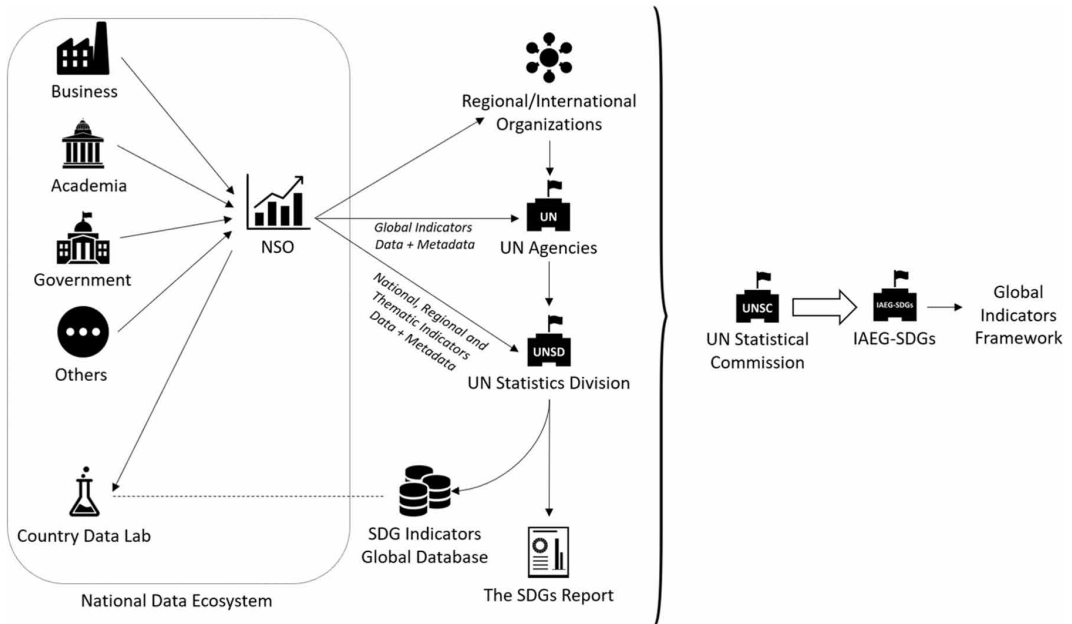 Business
Academia
Government
Others
NSO
Country Data Lab
National Data Ecosystem
Regional/International
Organizations
UN
UN Agencies
Global Indicators
Data + Metadata
National, Regional and
Thematic Indicators
Data + Metadata
UNSD
UN Statistics Division
SDG Indicators
Global Database
The SDGs Report
UNSC
UN Statistical
Commission
IAEG-SDGs
IAEG-SDGs
Global
Indicators
Framework